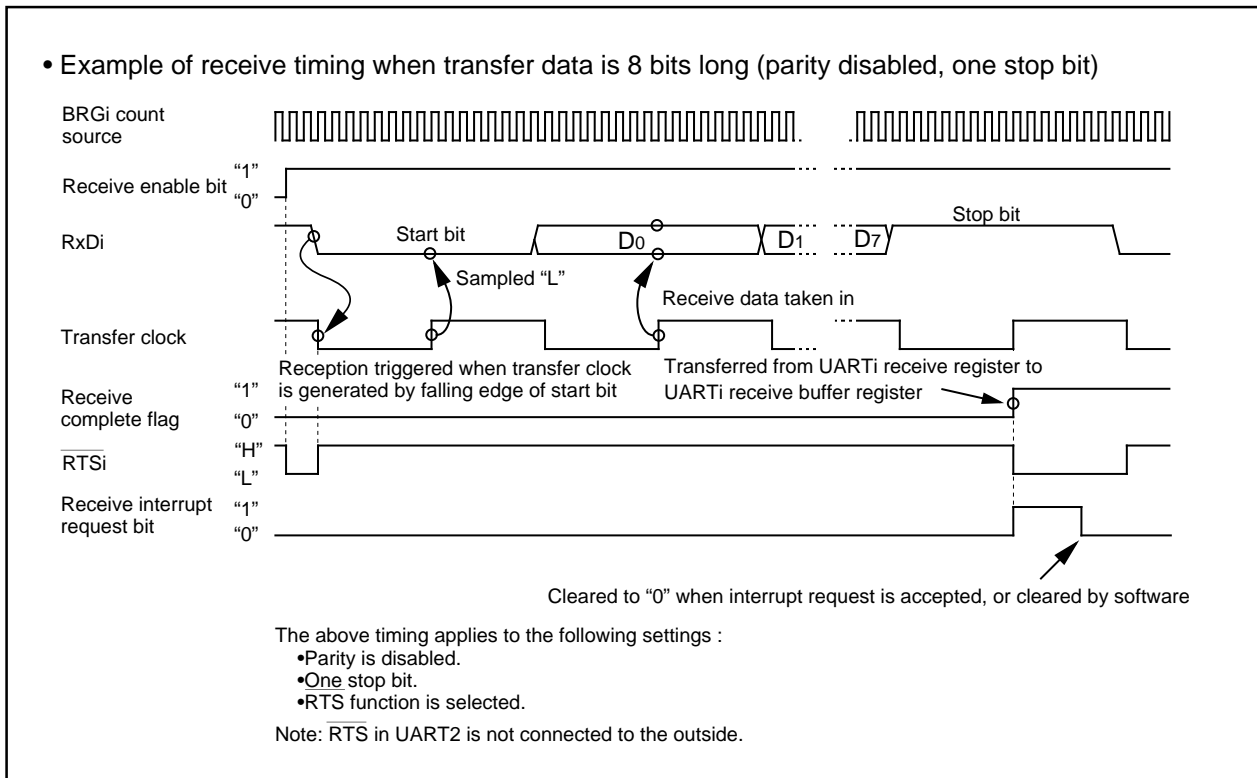 • Example of receive timing when transfer data is 8 bits long (parity disabled, one stop bit)
BRGi count
source
Receive enable bit
“1”
“0”
RxDi
Start bit
D0
D1
D7
Stop bit
Sampled “L”
Receive data taken in
Transfer clock
Reception triggered when transfer clock
is generated by falling edge of start bit
Transferred from UARTi receive register to
UARTi receive buffer register
Receive
complete flag
“1”
“0”
RTSi
“H”
“L”
Receive interrupt
request bit
“1”
“0”
Cleared to “0” when interrupt request is accepted, or cleared by software
The above timing applies to the following settings :
•Parity is disabled.
•One stop bit.
•RTS function is selected.
Note: RTS in UART2 is not connected to the outside.